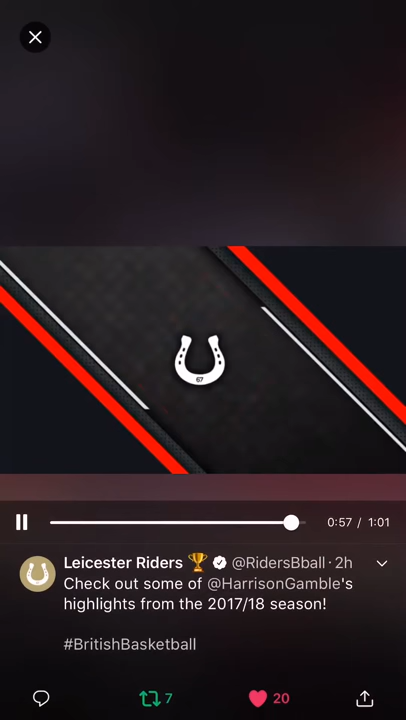 67
0:57 / 1:01
Leicester Riders 🏆 @RidersBball · 2h
Check out some of @HarrisonGamble's
highlights from the 2017/18 season!
#BritishBasketball
7
20